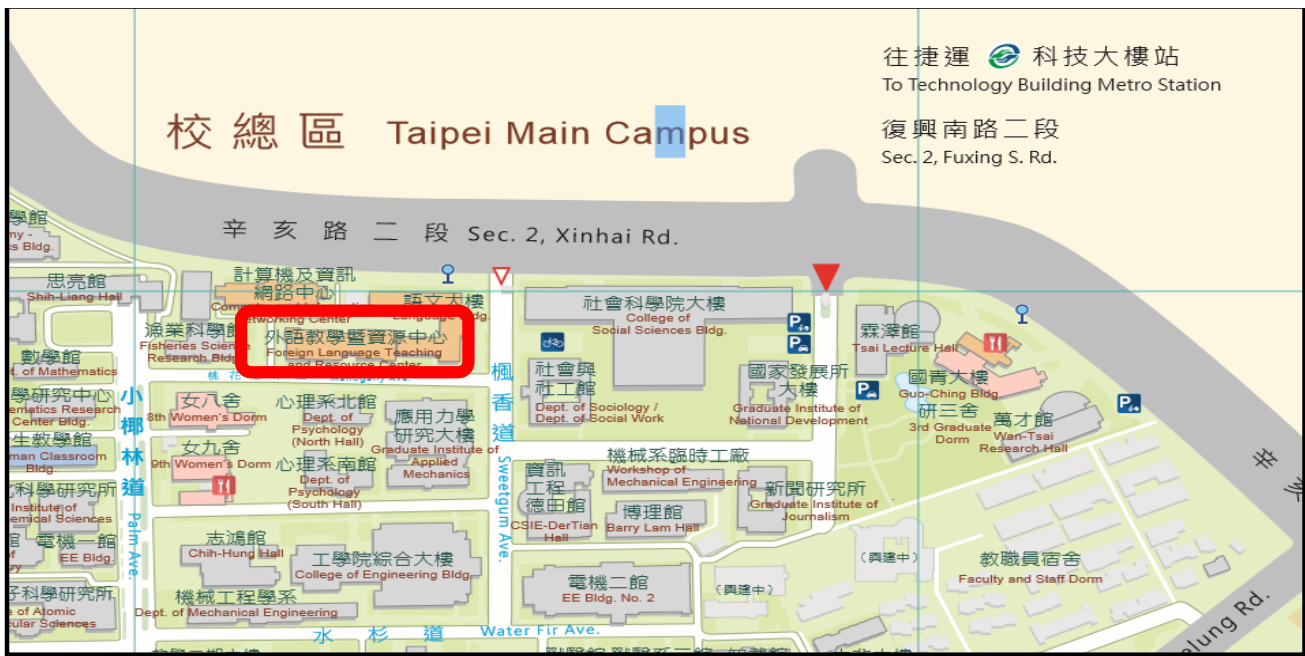 往捷運 科技大樓站
To Technology Building Metro Station
校總區 Taipei Main Campus
復興南路二段
Sec. 2, Fuxing S. Rd.
辛亥路二段 Sec. 2, Xinhai Rd.
思亮館
Shih-Liang Hall
計算機及資訊
網路中心
Networking Center
語文大樓
Language Bldg.
社會科學院大樓
College of
Social Sciences Bldg.
漁業科學館
Fisheries Science
Research Bldg.
外語教學暨資源中心
Foreign Language Teaching
and Resource Center
霖澤館
Tsai Lecture Hall
數學館
of Mathematics
社會與
社工館
Dept. of Sociology /
Dept. of Social Work
國家發展所
大樓
Graduate Institute of
National Development
國青大樓
Guo-Ching Bldg.
研三舍
3rd Graduate
Dorm
萬才館
Wan-Tsai
Research Hall
小椰林道
Palm Ave.
楓香道
Sweetgum Ave.
女八舍
8th Women's Dorm
心理系北館
Dept. of
Psychology
(North Hall)
應用力學
研究大樓
Graduate Institute of
Applied
Mechanics
女九舍
9th Women's Dorm
心理系南館
Dept. of
Psychology
(South Hall)
機械系臨時工廠
Workshop of
Mechanical Engineering
資訊
工程
德田館
CSIE-DerTian
Hall
博理館
Barry Lam Hall
新聞研究所
Graduate Institute of
Journalism
志鴻館
Chih-Hung Hall
工學院綜合大樓
College of Engineering Bldg.
電機一館
EE Bldg.
電機二館
EE Bldg. No. 2
(興建中)
(興建中)
教職員宿舍
Faculty and Staff Dorm
機械工程學系
Dept. of Mechanical Engineering
水杉道 Water Fir Ave.
辛
elung Rd.